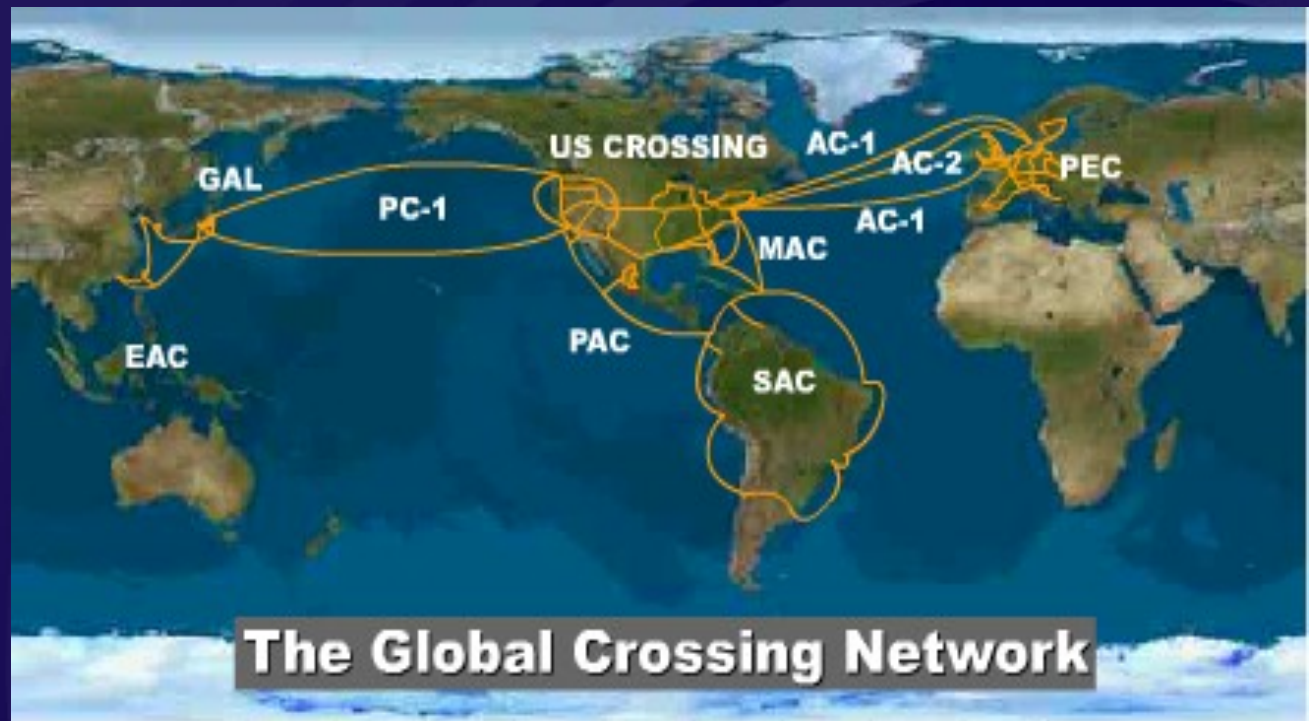 US CROSSING
AC-1
AC-2
PEC
GAL
PC-1
AC-1
MAC
PAC
EAC
SAC
The Global Crossing Network